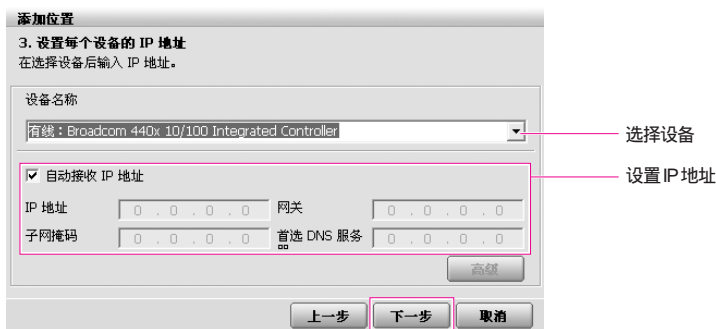 添加位置
3. 设置每个设备的 IP 地址
在选择设备后输入 IP 地址。
设备名称
有线：Broadcom 440x 10/100 Integrated Controller
选择设备
自动接收 IP 地址
设置IP地址
IP 地址 0 . 0 . 0 . 0 网关 0 . 0 . 0 . 0
子网掩码 0 . 0 . 0 . 0 首选 DNS 服务 0 . 0 . 0 . 0
高级
上一步 下一步 取消